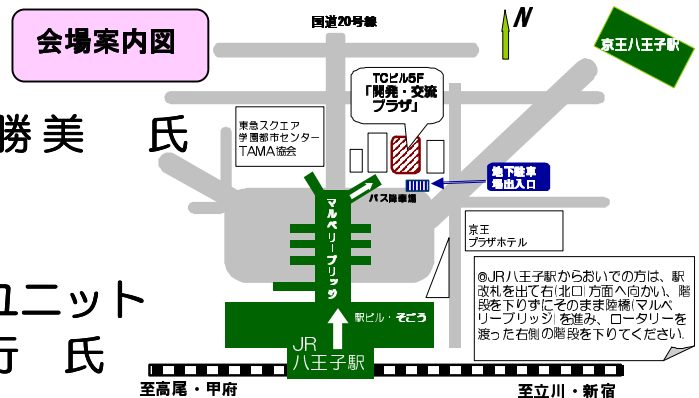 会場案内図
国道20号線
N
京王八王子駅
TCビル5F
「開発・交流
プラザ」
勝美 氏
東急スクエア
学園都市センター
TAMA協会
地下駐車
場出入口
バス降車場
マルベリーブリッジ
京王
プラザホテル
ユニット
行 氏
◎JR八王子駅からおいでの方は、駅
改札を出て右(北口)方面へ向かい、階
段を下りずにそのまま陸橋(マルベ
リーブリッジ)を進み、ロータリーを
渡った右側の階段を下りてください。
駅ビル・そごう
JR
八王子駅
至高尾・甲府
至立川・新宿